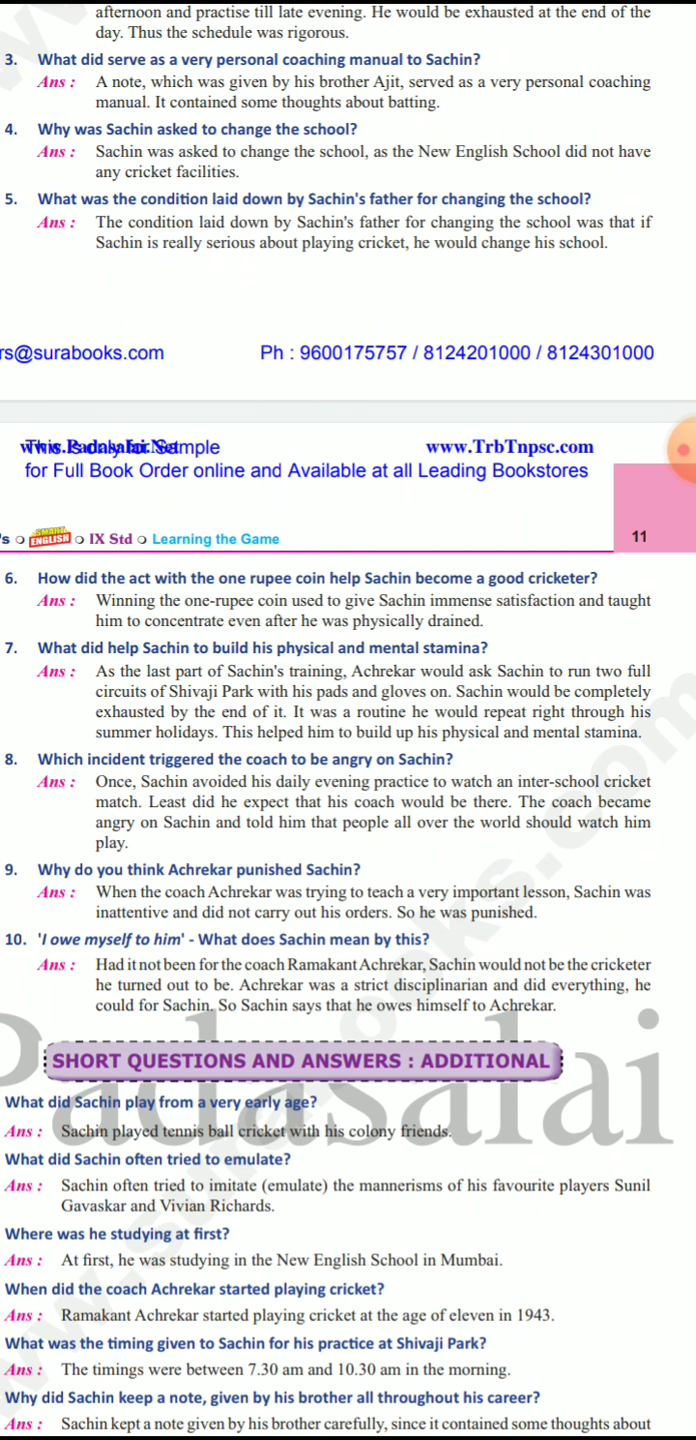 afternoon and practise till late evening. He would be exhausted at the end of the
day. Thus the schedule was rigorous.
3. What did serve as a very personal coaching manual to Sachin?
Ans : A note, which was given by his brother Ajit, served as a very personal coaching
manual. It contained some thoughts about batting.
4. Why was Sachin asked to change the school?
Ans : Sachin was asked to change the school, as the New English School did not have
any cricket facilities.
5. What was the condition laid down by Sachin's father for changing the school?
Ans : The condition laid down by Sachin's father for changing the school was that if
Sachin is really serious about playing cricket, he would change his school.
rs@surabooks.com Ph : 9600175757 / 8124201000 / 8124301000
www.Padasalai.Net www.TrbTnpsc.com
This is only for Sample
for Full Book Order online and Available at all Leading Bookstores
's o SMART ENGLISH o IX Std o Learning the Game 11
6. How did the act with the one rupee coin help Sachin become a good cricketer?
Ans : Winning the one-rupee coin used to give Sachin immense satisfaction and taught
him to concentrate even after he was physically drained.
7. What did help Sachin to build his physical and mental stamina?
Ans : As the last part of Sachin's training, Achrekar would ask Sachin to run two full
circuits of Shivaji Park with his pads and gloves on. Sachin would be completely
exhausted by the end of it. It was a routine he would repeat right through his
summer holidays. This helped him to build up his physical and mental stamina.
8. Which incident triggered the coach to be angry on Sachin?
Ans : Once, Sachin avoided his daily evening practice to watch an inter-school cricket
match. Least did he expect that his coach would be there. The coach became
angry on Sachin and told him that people all over the world should watch him
play.
9. Why do you think Achrekar punished Sachin?
Ans : When the coach Achrekar was trying to teach a very important lesson, Sachin was
inattentive and did not carry out his orders. So he was punished.
10. 'I owe myself to him' - What does Sachin mean by this?
Ans : Had it not been for the coach Ramakant Achrekar, Sachin would not be the cricketer
he turned out to be. Achrekar was a strict disciplinarian and did everything, he
could for Sachin. So Sachin says that he owes himself to Achrekar.
SHORT QUESTIONS AND ANSWERS : ADDITIONAL
Padasalai
What did Sachin play from a very early age?
Ans : Sachin played tennis ball cricket with his colony friends.
What did Sachin often tried to emulate?
Ans : Sachin often tried to imitate (emulate) the mannerisms of his favourite players Sunil
Gavaskar and Vivian Richards.
Where was he studying at first?
Ans : At first, he was studying in the New English School in Mumbai.
When did the coach Achrekar started playing cricket?
Ans : Ramakant Achrekar started playing cricket at the age of eleven in 1943.
What was the timing given to Sachin for his practice at Shivaji Park?
Ans : The timings were between 7.30 am and 10.30 am in the morning.
Why did Sachin keep a note, given by his brother all throughout his career?
Ans : Sachin kept a note given by his brother carefully, since it contained some thoughts about